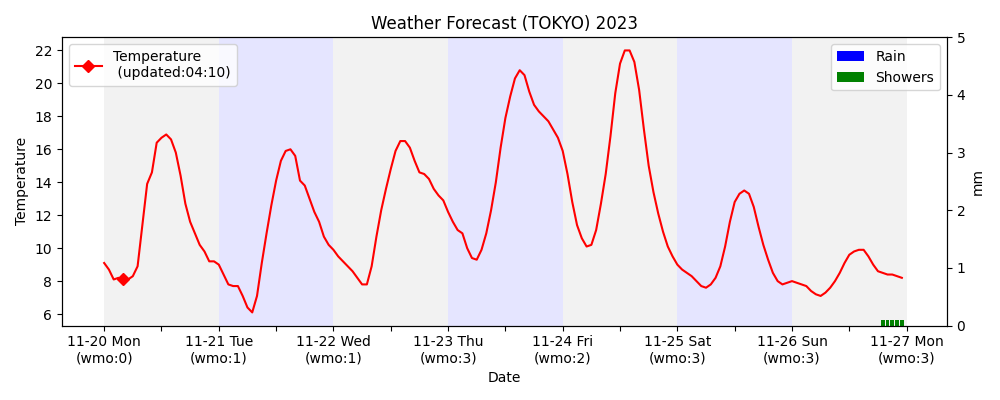 Weather Forecast (TOKYO) 2023
Temperature
(updated:04:10)
Rain
Showers
22
20
18
16
14
12
10
8
6
Temperature
5
4
3
2
1
0
mm
11-20 Mon 11-21 Tue 11-22 Wed 11-23 Thu 11-24 Fri 11-25 Sat 11-26 Sun 11-27 Mon
(wmo:0) (wmo:1) (wmo:1) (wmo:3) (wmo:2) (wmo:3) (wmo:3) (wmo:3)
Date